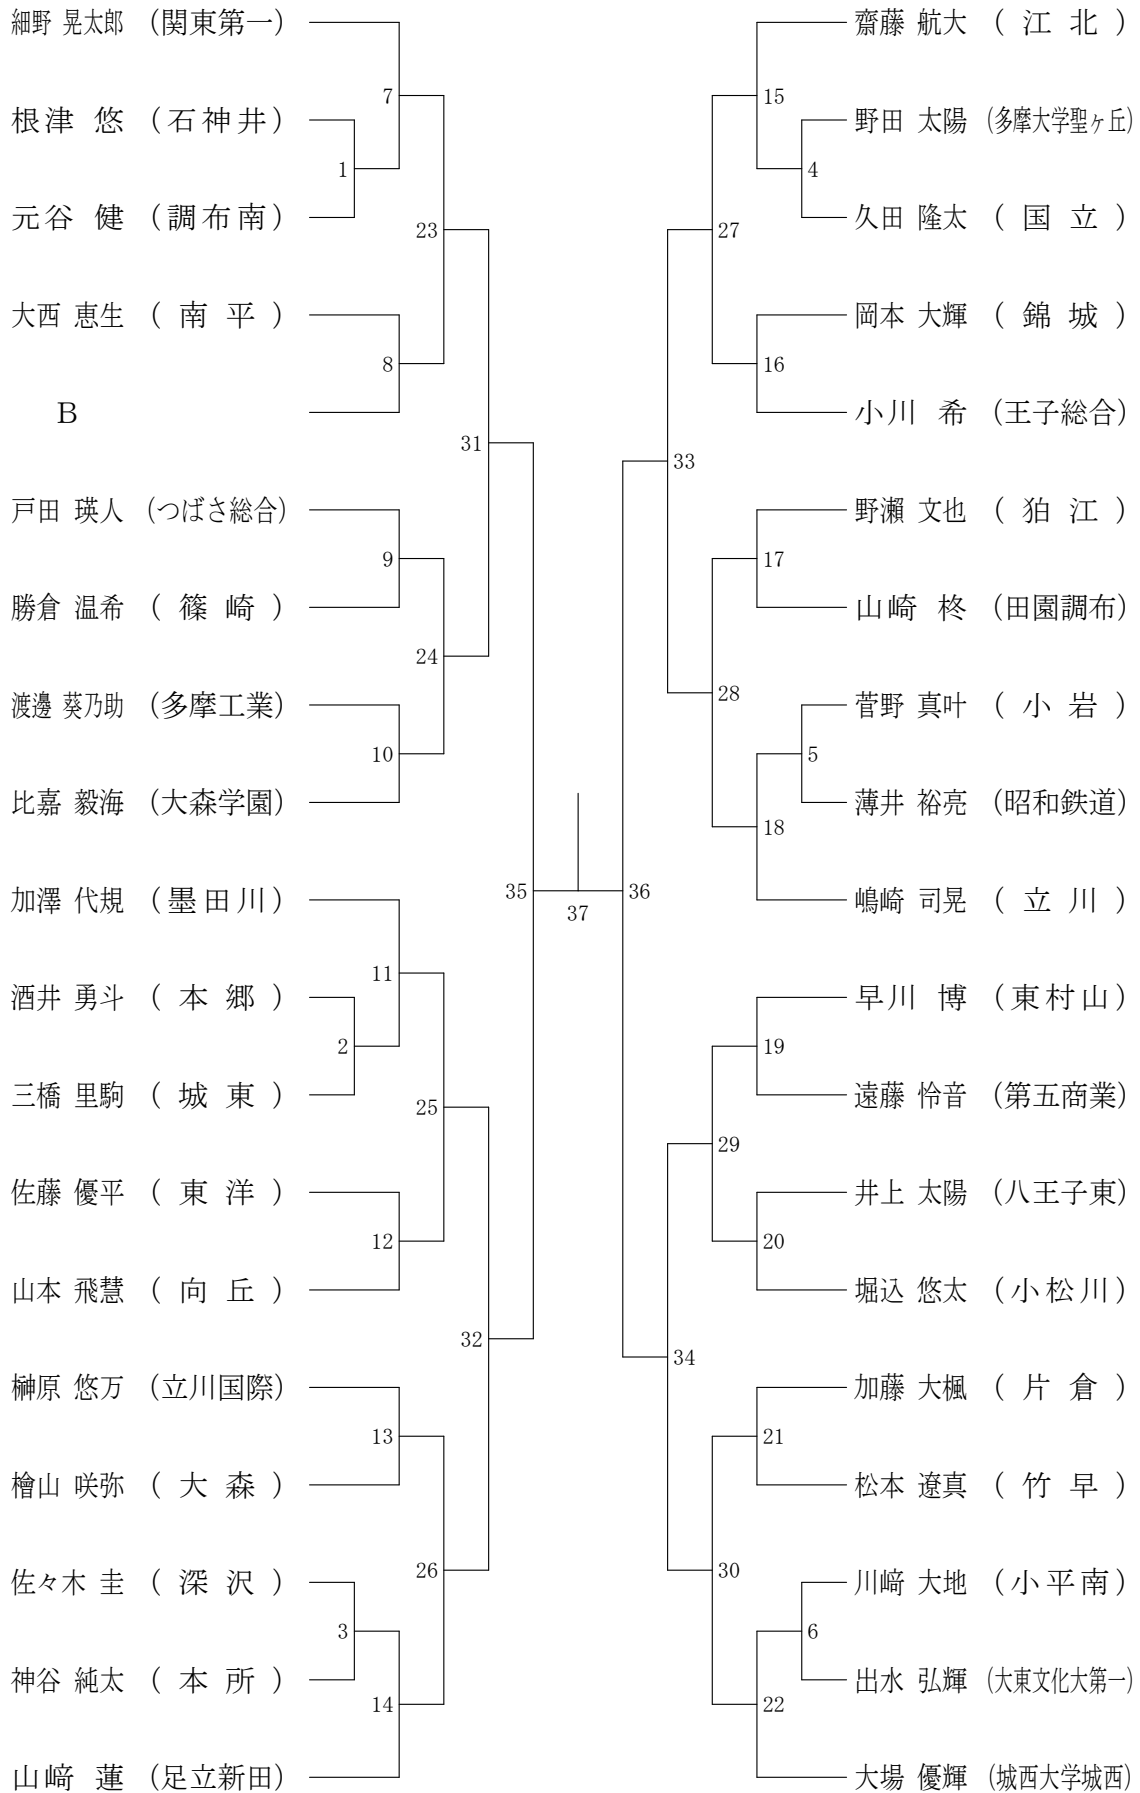 細野 晃太郎 (関東第一)
根津 悠 (石神井)
元谷 健 (調布南)
大西 恵生 (南平)
B
戸田 瑛人 (つばさ総合)
勝倉 温希 (篠崎)
渡邊 葵乃助 (多摩工業)
比嘉 毅海 (大森学園)
加澤 代規 (墨田川)
酒井 勇斗 (本郷)
三橋 里駒 (城東)
佐藤 優平 (東洋)
山本 飛慧 (向丘)
榊原 悠万 (立川国際)
檜山 咲弥 (大森)
佐々木 圭 (深沢)
神谷 純太 (本所)
山﨑 蓮 (足立新田)
7
1
23
8
31
9
24
10
35
11
2
25
12
32
13
26
3
14
37
15
4
27
16
33
17
28
5
18
36
19
29
20
34
21
30
6
22
齋藤 航大 (江北)
野田 太陽 (多摩大学聖ヶ丘)
久田 隆太 (国立)
岡本 大輝 (錦城)
小川 希 (王子総合)
野瀬 文也 (狛江)
山崎 柊 (田園調布)
菅野 真叶 (小岩)
薄井 裕亮 (昭和鉄道)
嶋崎 司晃 (立川)
早川 博 (東村山)
遠藤 怜音 (第五商業)
井上 太陽 (八王子東)
堀込 悠太 (小松川)
加藤 大楓 (片倉)
松本 遼真 (竹早)
川﨑 大地 (小平南)
出水 弘輝 (大東文化大第一)
大場 優輝 (城西大学城西)